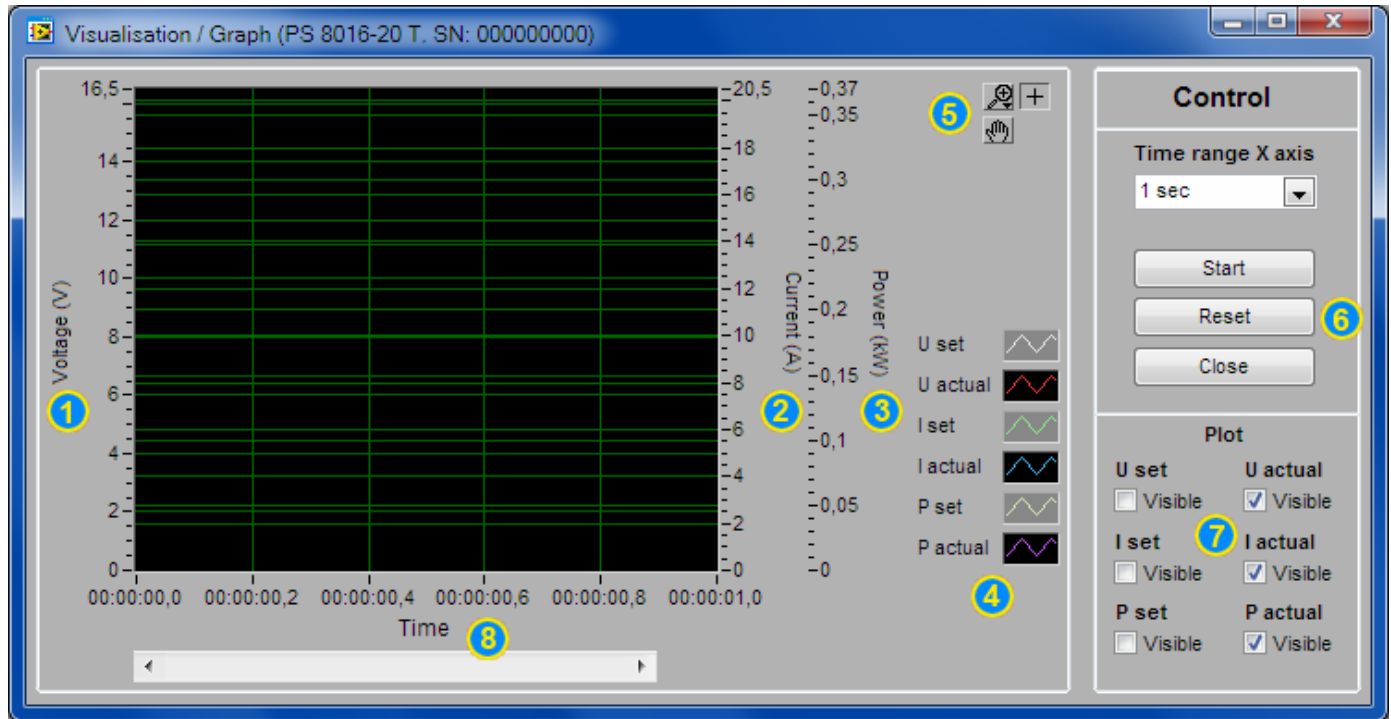 Visualisation / Graph (PS 8016-20 T, SN: 000000000)
16,5
14
12
10
8
6
4
2
0
Voltage (V)
1
20,5
18
16
14
12
10
8
6
4
2
0
Current (A)
2
0,37
0,35
0,3
0,25
0,2
0,15
0,1
0,05
0
Power (kW)
3
5
U set
U actual
I set
I actual
P set
P actual
4
00:00:00,0 00:00:00,2 00:00:00,4 00:00:00,6 00:00:00,8 00:00:01,0
Time
8
Control
Time range X axis
1 sec
Start
Reset
6
Close
Plot
U set U actual
Visible Visible
I set 7 I actual
Visible Visible
P set P actual
Visible Visible